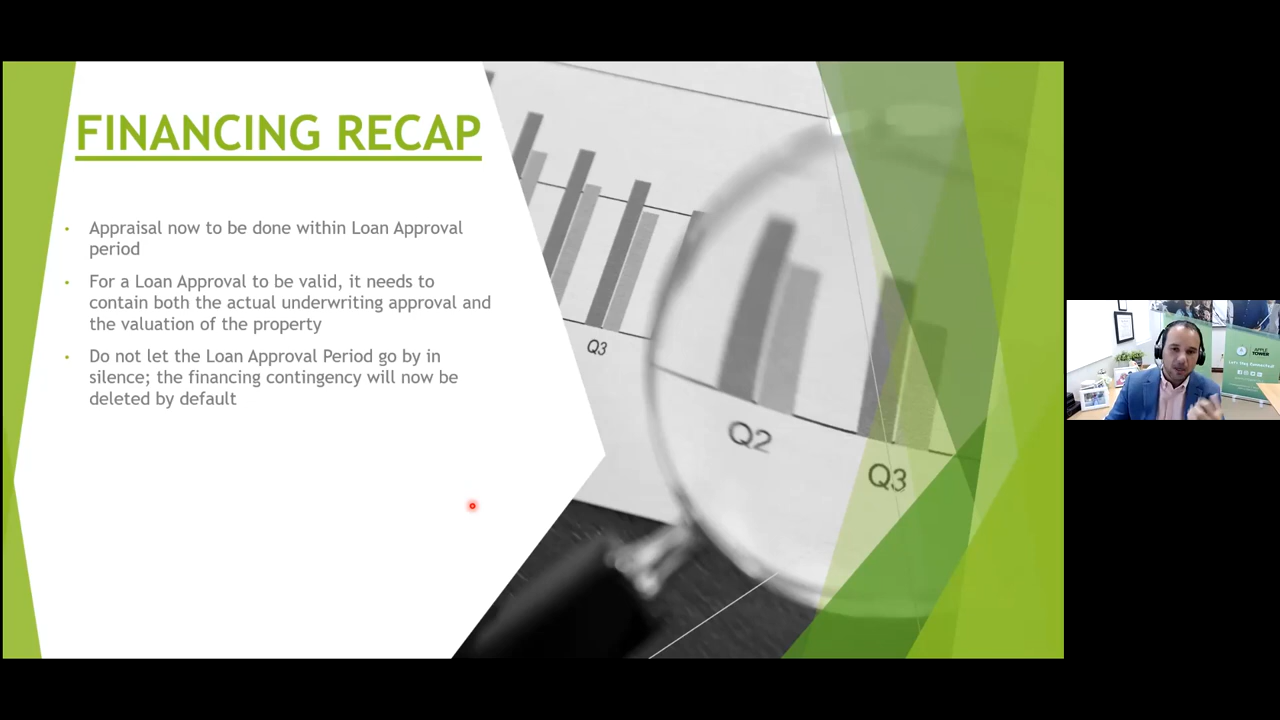 FINANCING RECAP
• Appraisal now to be done within Loan Approval
period
• For a Loan Approval to be valid, it needs to
contain both the actual underwriting approval and
the valuation of the property
• Do not let the Loan Approval Period go by in
silence; the financing contingency will now be
deleted by default
Q3
Q2
Q3
APPLE
TOWER